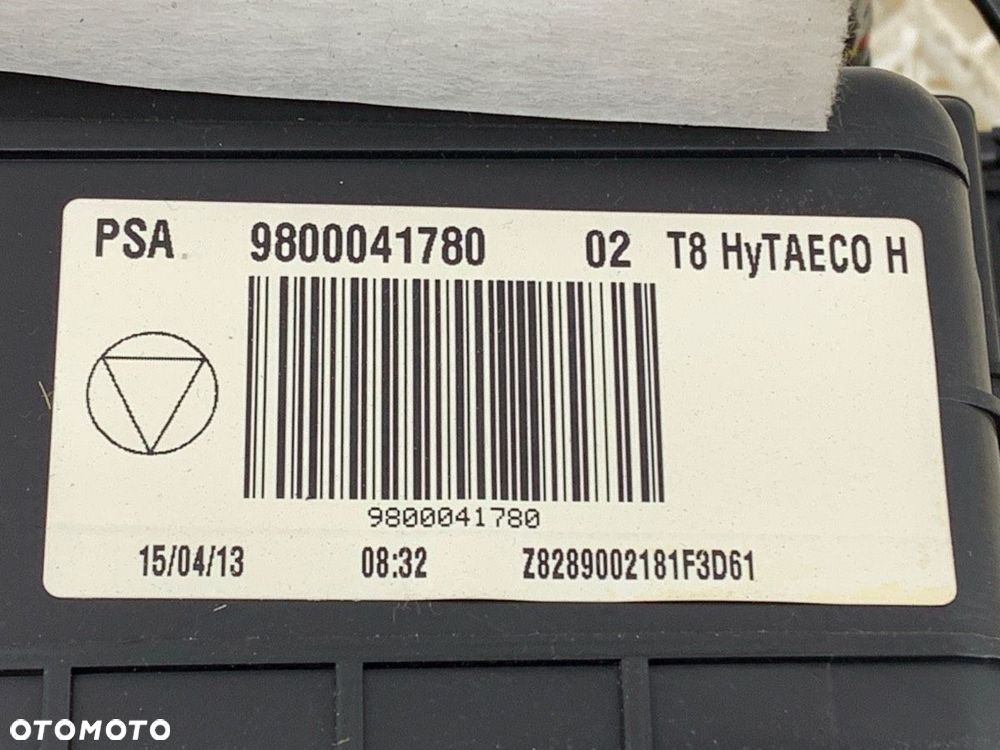 PSA 9800041780 02 T8 HyTAECO H
9800041780
15/04/13 08:32 Z8289002181F3D61
OTOMOTO